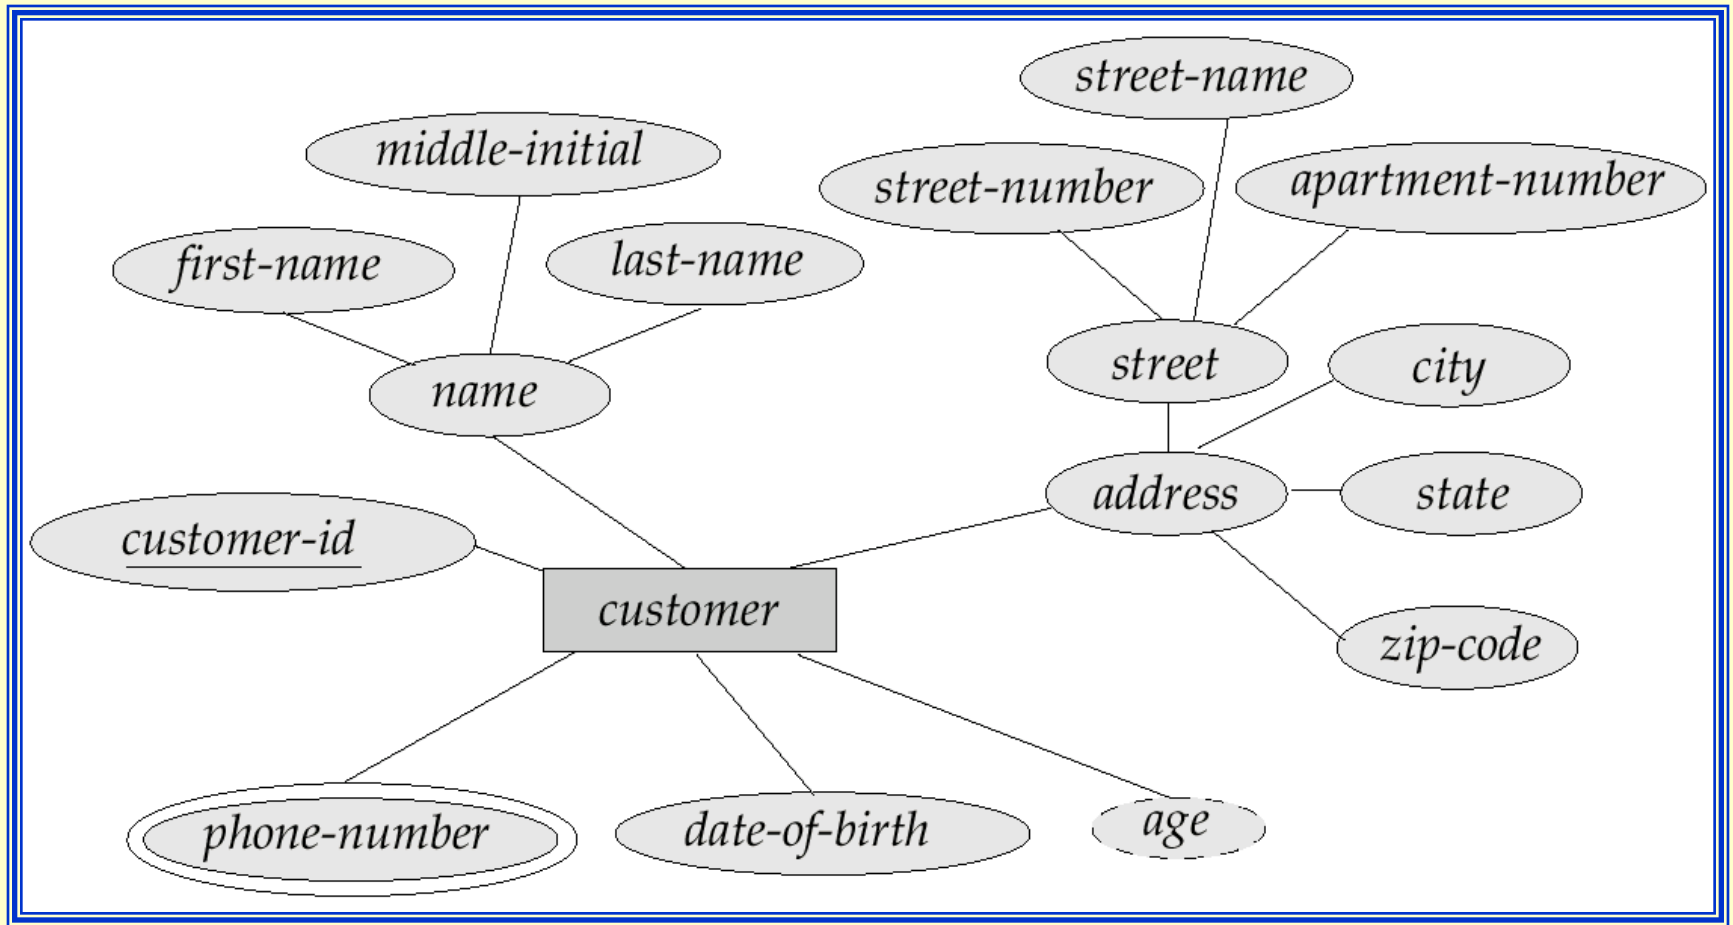 street-name
middle-initial
street-number
apartment-number
first-name
last-name
street
city
name
address
state
customer-id
customer
zip-code
phone-number
date-of-birth
age